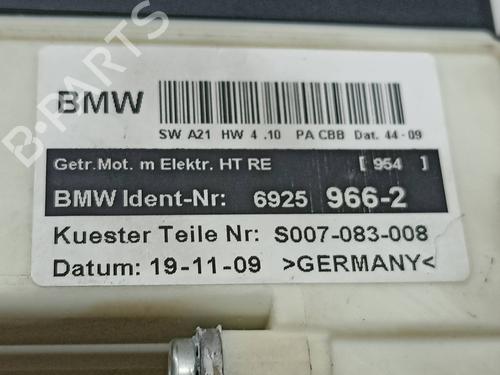 BMW
SW A21 HW 4.10 PA CBB Dat. 44-09
Getr.Mot. m Elektr. HT RE [ 954 ]
BMW Ident-Nr: 6925 966-2
Kuester Teile Nr: S007-083-008
Datum: 19-11-09 >GERMANY<
B-PARTS